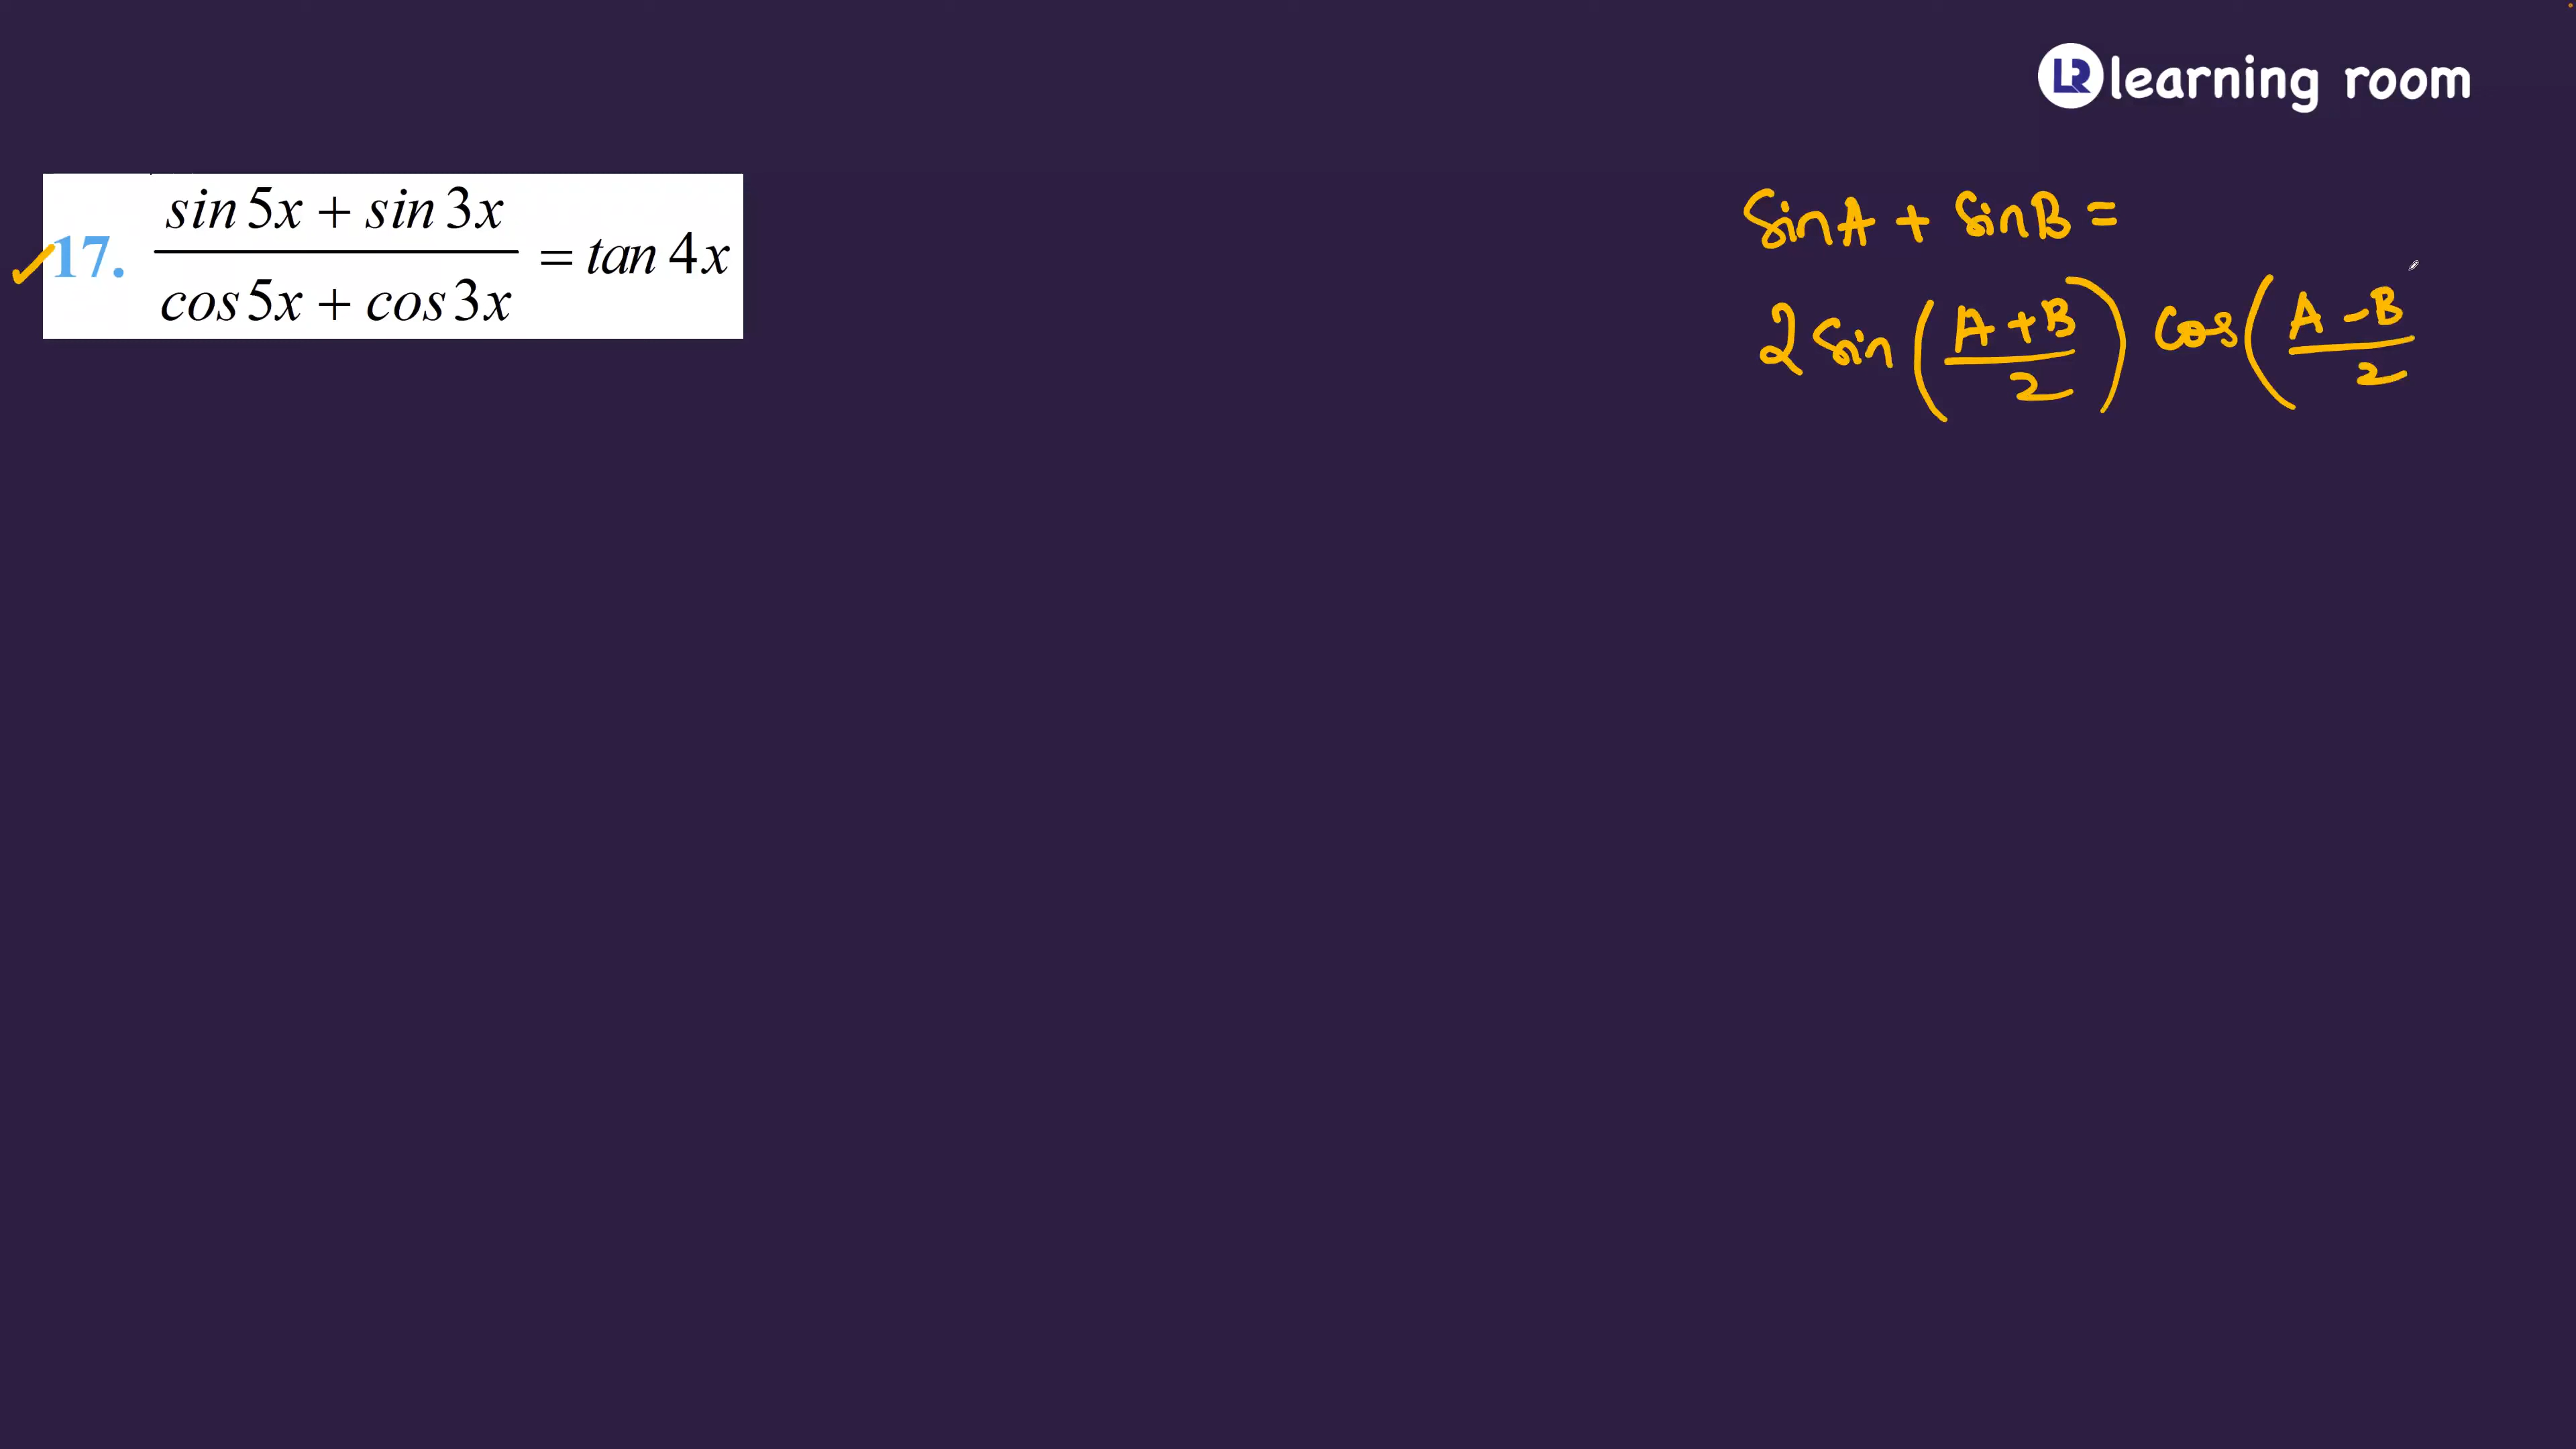 learning room
17. (sin 5x + sin 3x)/(cos 5x + cos 3x) = tan 4x
sinA + sinB =
2 sin((A+B)/2) cos((A-B)/2